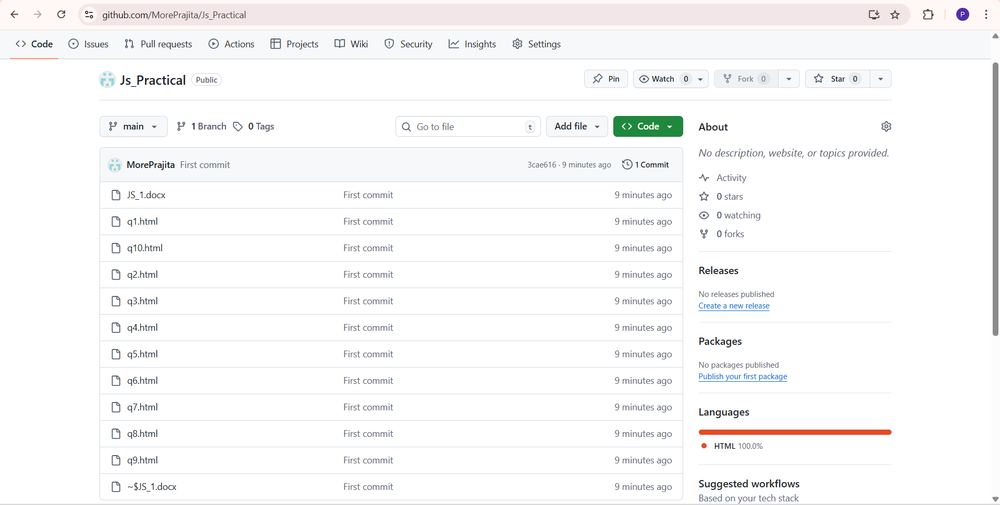 github.com/MorePrajita/Js_Practical
P
Code Issues Pull requests Actions Projects Wiki Security Insights Settings
Js_Practical Public
Pin Watch 0 Fork 0 Star 0
main 1 Branch 0 Tags Go to file t Add file Code
MorePrajita First commit 3cae616 · 9 minutes ago 1 Commit
JS_1.docx First commit 9 minutes ago
q1.html First commit 9 minutes ago
q10.html First commit 9 minutes ago
q2.html First commit 9 minutes ago
q3.html First commit 9 minutes ago
q4.html First commit 9 minutes ago
q5.html First commit 9 minutes ago
q6.html First commit 9 minutes ago
q7.html First commit 9 minutes ago
q8.html First commit 9 minutes ago
q9.html First commit 9 minutes ago
~$JS_1.docx First commit 9 minutes ago
About
No description, website, or topics provided.
Activity
0 stars
0 watching
0 forks
Releases
No releases published
Create a new release
Packages
No packages published
Publish your first package
Languages
HTML 100.0%
Suggested workflows
Based on your tech stack